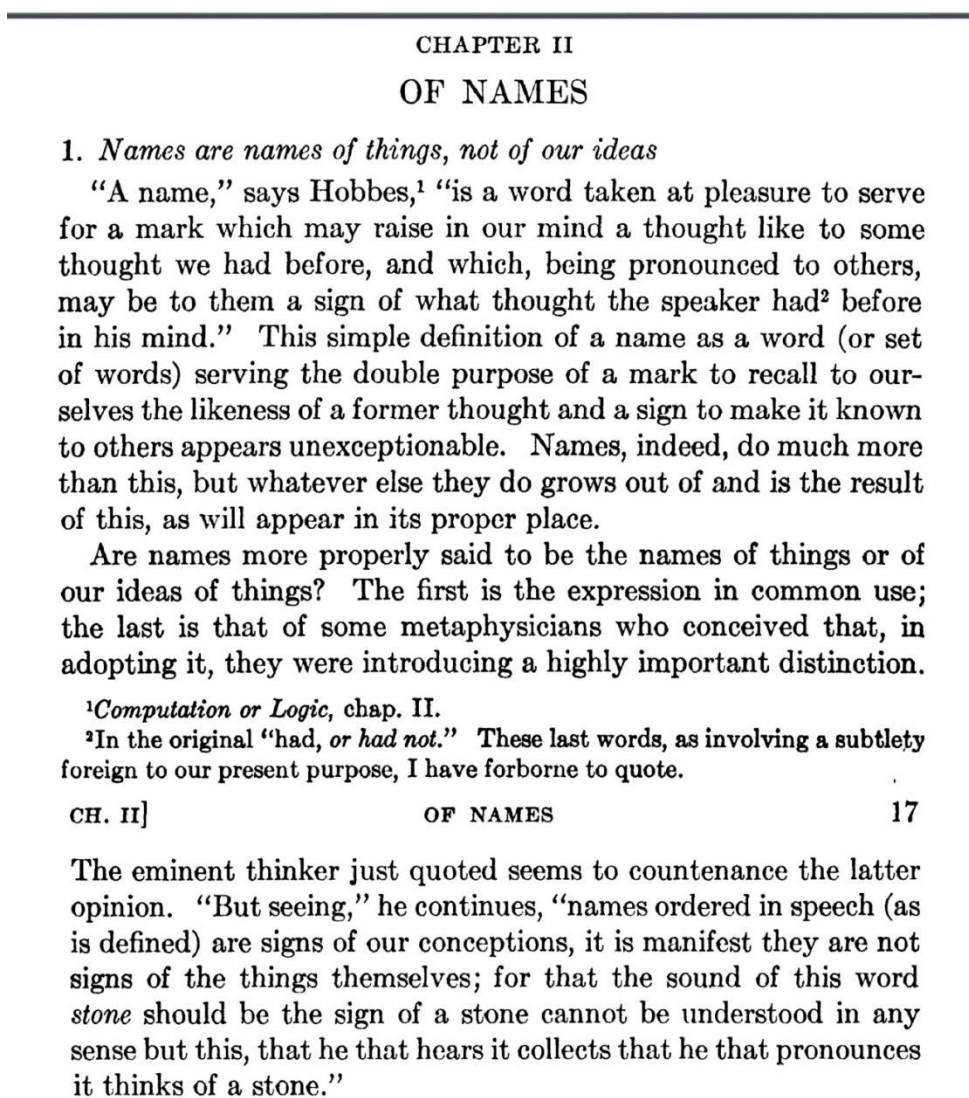 CHAPTER II
OF NAMES
1. Names are names of things, not of our ideas
“A name,” says Hobbes,¹ “is a word taken at pleasure to serve
for a mark which may raise in our mind a thought like to some
thought we had before, and which, being pronounced to others,
may be to them a sign of what thought the speaker had² before
in his mind.” This simple definition of a name as a word (or set
of words) serving the double purpose of a mark to recall to our-
selves the likeness of a former thought and a sign to make it known
to others appears unexceptionable. Names, indeed, do much more
than this, but whatever else they do grows out of and is the result
of this, as will appear in its proper place.
Are names more properly said to be the names of things or of
our ideas of things? The first is the expression in common use;
the last is that of some metaphysicians who conceived that, in
adopting it, they were introducing a highly important distinction.
¹Computation or Logic, chap. II.
²In the original “had, or had not.” These last words, as involving a subtlety
foreign to our present purpose, I have forborne to quote.
CH. II] OF NAMES 17
The eminent thinker just quoted seems to countenance the latter
opinion. “But seeing,” he continues, “names ordered in speech (as
is defined) are signs of our conceptions, it is manifest they are not
signs of the things themselves; for that the sound of this word
stone should be the sign of a stone cannot be understood in any
sense but this, that he that hears it collects that he that pronounces
it thinks of a stone.”